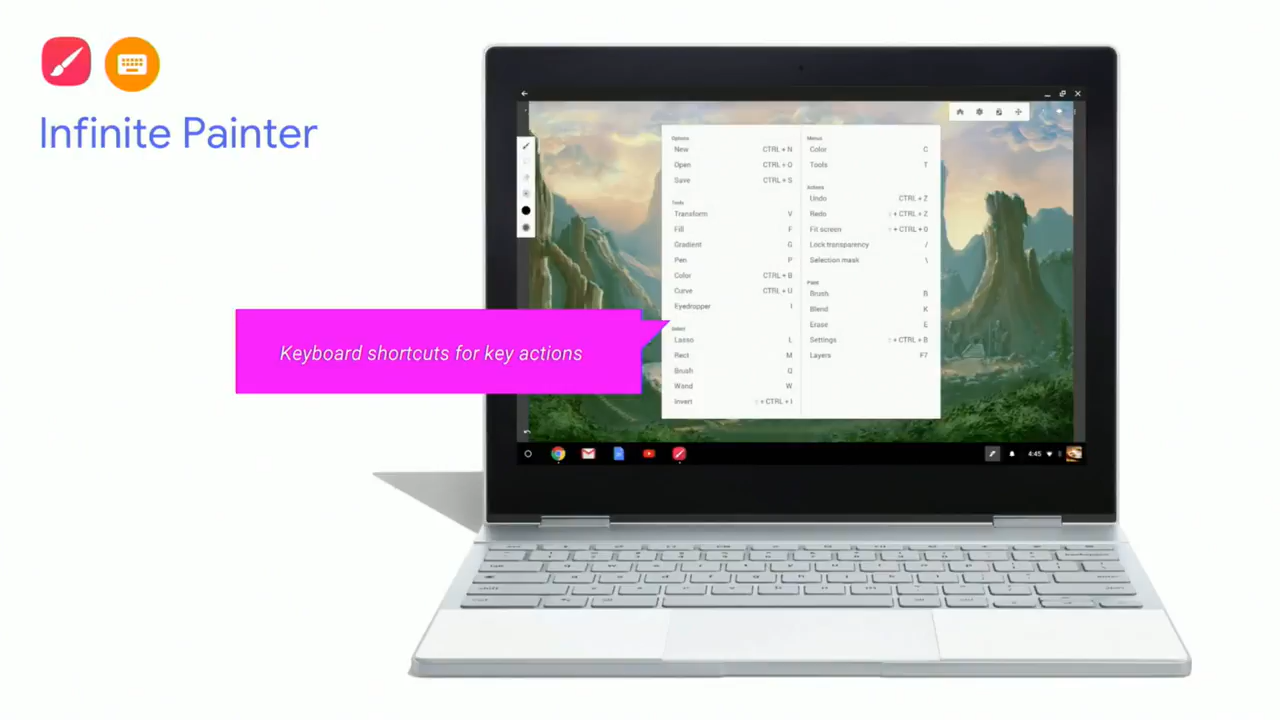 Infinite Painter
Keyboard shortcuts for key actions
Options
New CTRL + N
Open CTRL + O
Save CTRL + S
Tools
Transform V
Fill F
Gradient G
Pen P
Color CTRL + B
Curve CTRL + U
Eyedropper I
Select
Lasso L
Rect M
Brush Q
Wand W
Invert + CTRL + I
Menus
Color C
Tools T
Actions
Undo CTRL + Z
Redo + CTRL + Z
Fit screen + CTRL + 0
Lock transparency /
Selection mask \
Paint
Brush B
Blend K
Erase E
Settings + CTRL + B
Layers F7
4:45